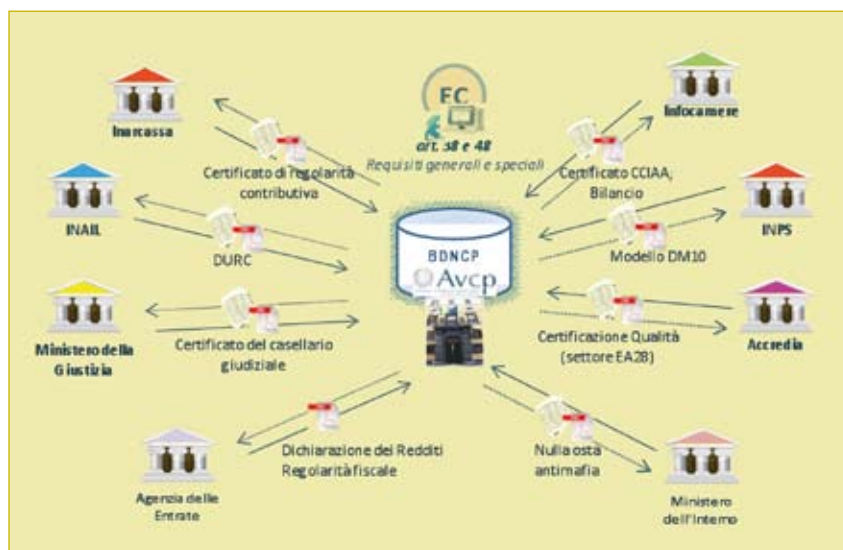 EC
art. 38 e 48
Requisiti generali e speciali
Inarcassa
Certificato di regolarità
contributiva
Infocamere
Certificato CCIAA,
Bilancio
INAIL
DURC
INPS
Modello DM10
BDNCP
Avcp
Ministero della
Giustizia
Certificato del casellario
giudiziale
Certificazione Qualità
(settore EA28)
Accredia
Agenzia delle
Entrate
Dichiarazione dei Redditi
Regolarità fiscale
Nulla osta
antimafia
Ministero
dell'Interno